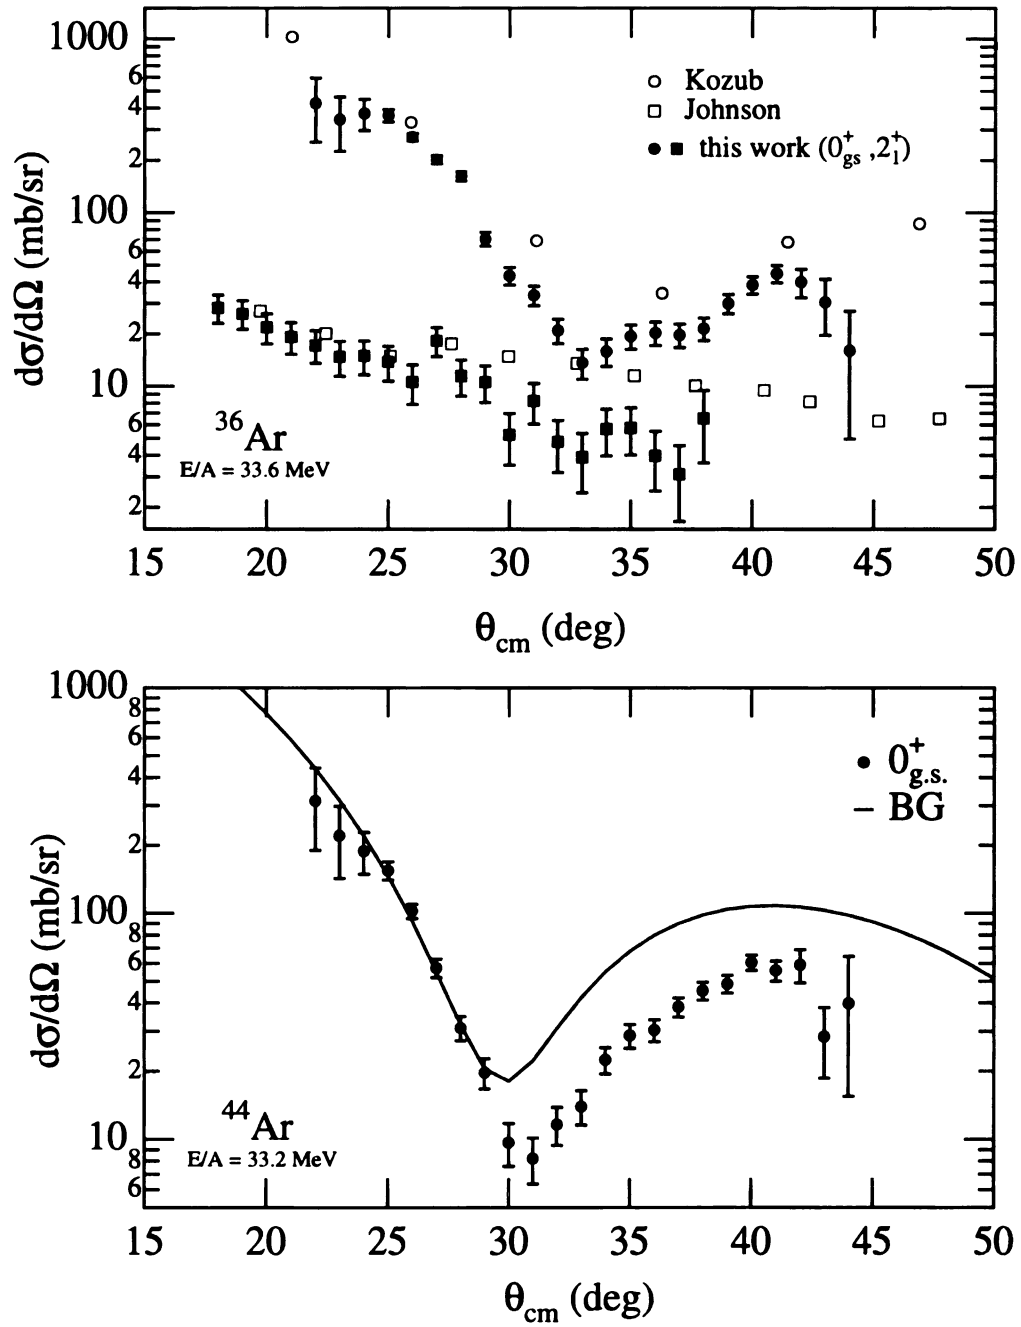 1000
6
4
2
100
6
4
2
10
6
4
2
dσ/dΩ (mb/sr)
Kozub
Johnson
this work (0⁺gs ,2⁺1)
³⁶Ar
E/A = 33.6 MeV
15 20 25 30 35 40 45 50
θcm (deg)
1000
8
6
4
2
100
8
6
4
2
10
8
6
dσ/dΩ (mb/sr)
0⁺g.s.
BG
⁴⁴Ar
E/A = 33.2 MeV
15 20 25 30 35 40 45 50
θcm (deg)